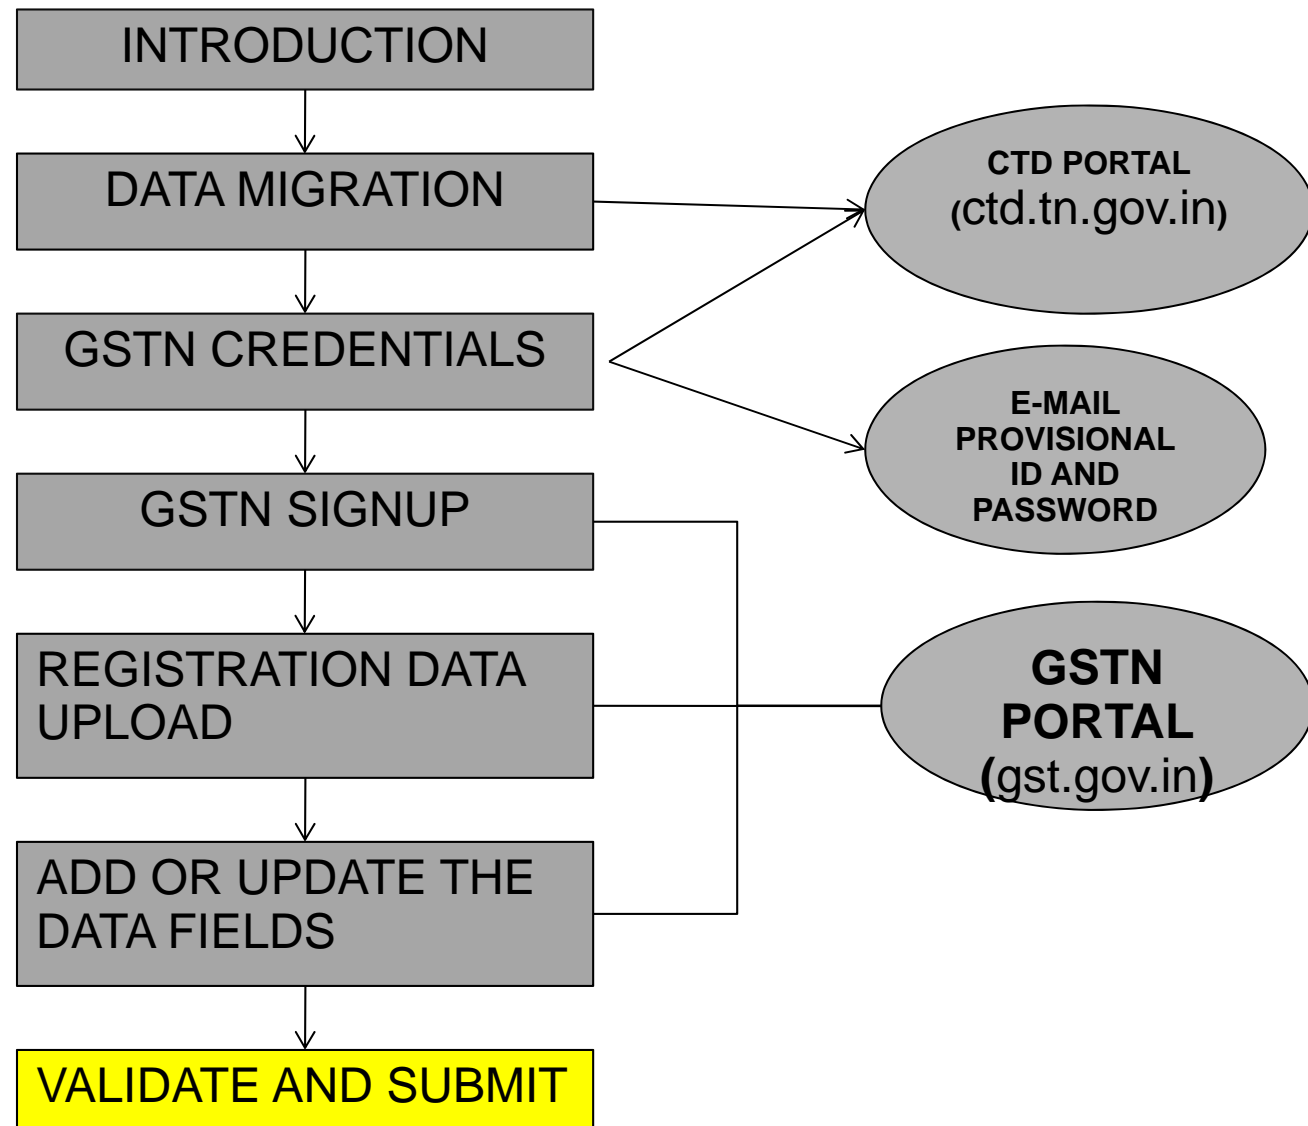 INTRODUCTION
DATA MIGRATION
GSTN CREDENTIALS
GSTN SIGNUP
REGISTRATION DATA
UPLOAD
ADD OR UPDATE THE
DATA FIELDS
VALIDATE AND SUBMIT
CTD PORTAL
(ctd.tn.gov.in)
E-MAIL
PROVISIONAL
ID AND
PASSWORD
GSTN
PORTAL
(gst.gov.in)